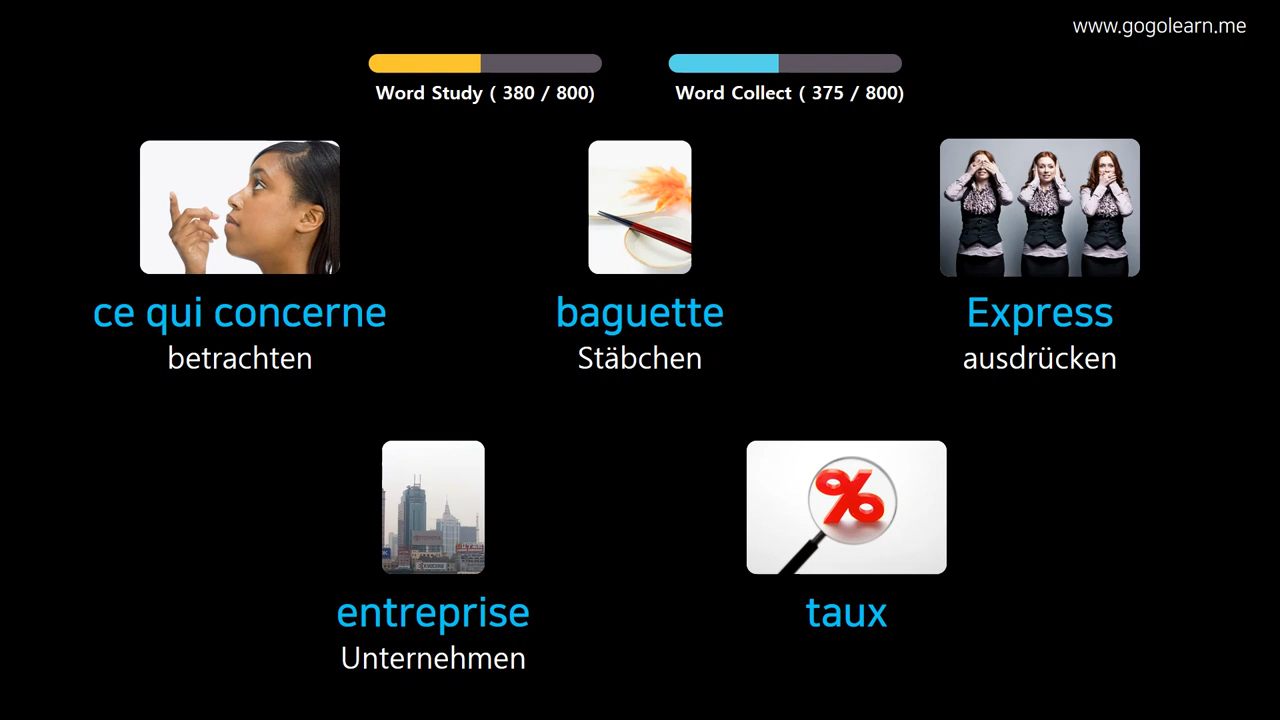 www.gogolearn.me
Word Study ( 380 / 800)
Word Collect ( 375 / 800)
ce qui concerne
betrachten
baguette
Stäbchen
Express
ausdrücken
entreprise
Unternehmen
taux
%